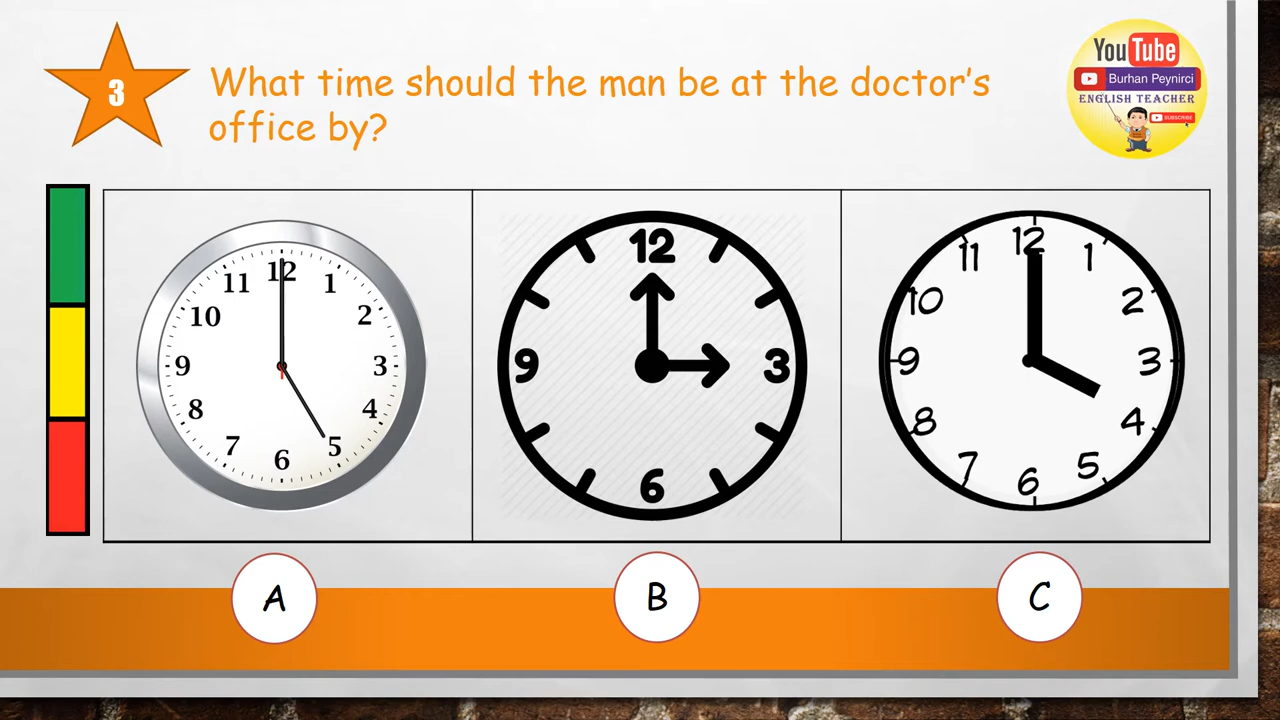 3
What time should the man be at the doctor's
office by?
YouTube
Burhan Peynirci
ENGLISH TEACHER
SUBSCRIBE
12
11 1
10 2
9 3
8 4
7 5
6
12
9 3
6
12
11 1
10 2
9 3
8 4
7 5
6
A
B
C